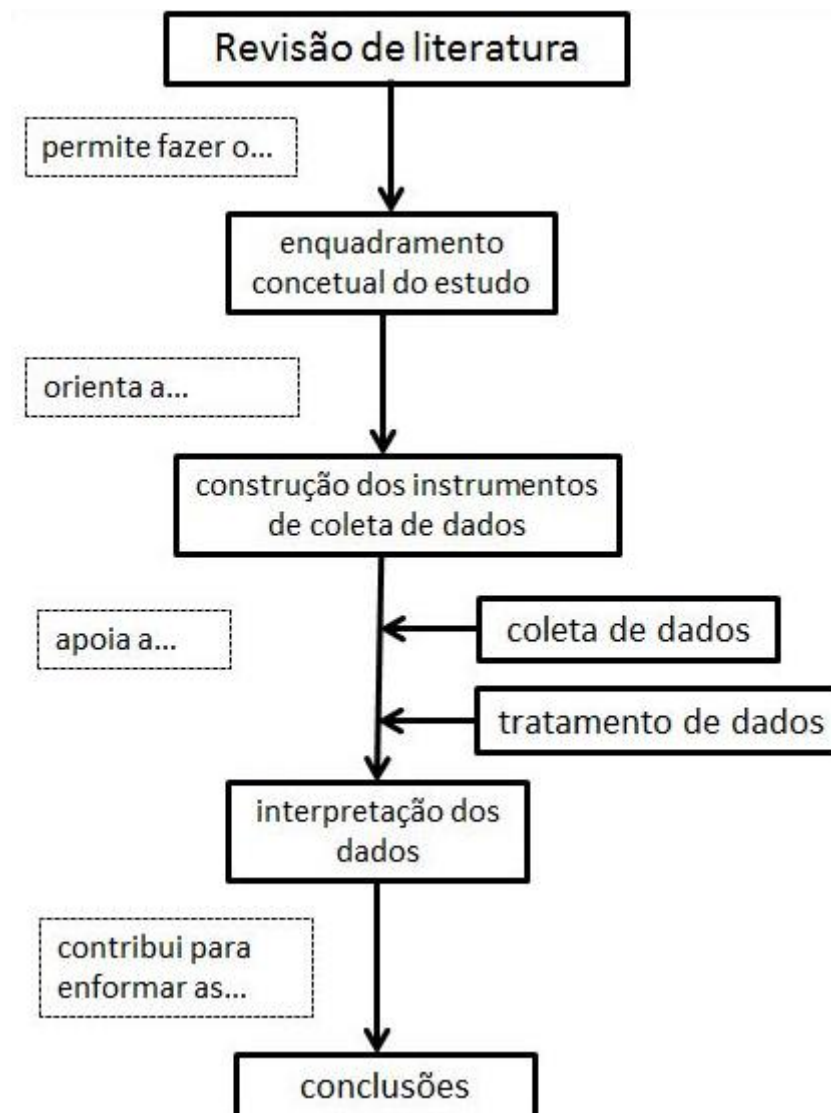 Revisão de literatura
permite fazer o...
enquadramento
concetual do estudo
orienta a...
construção dos instrumentos
de coleta de dados
apoia a...
coleta de dados
tratamento de dados
interpretação dos
dados
contribui para
enformar as...
conclusões